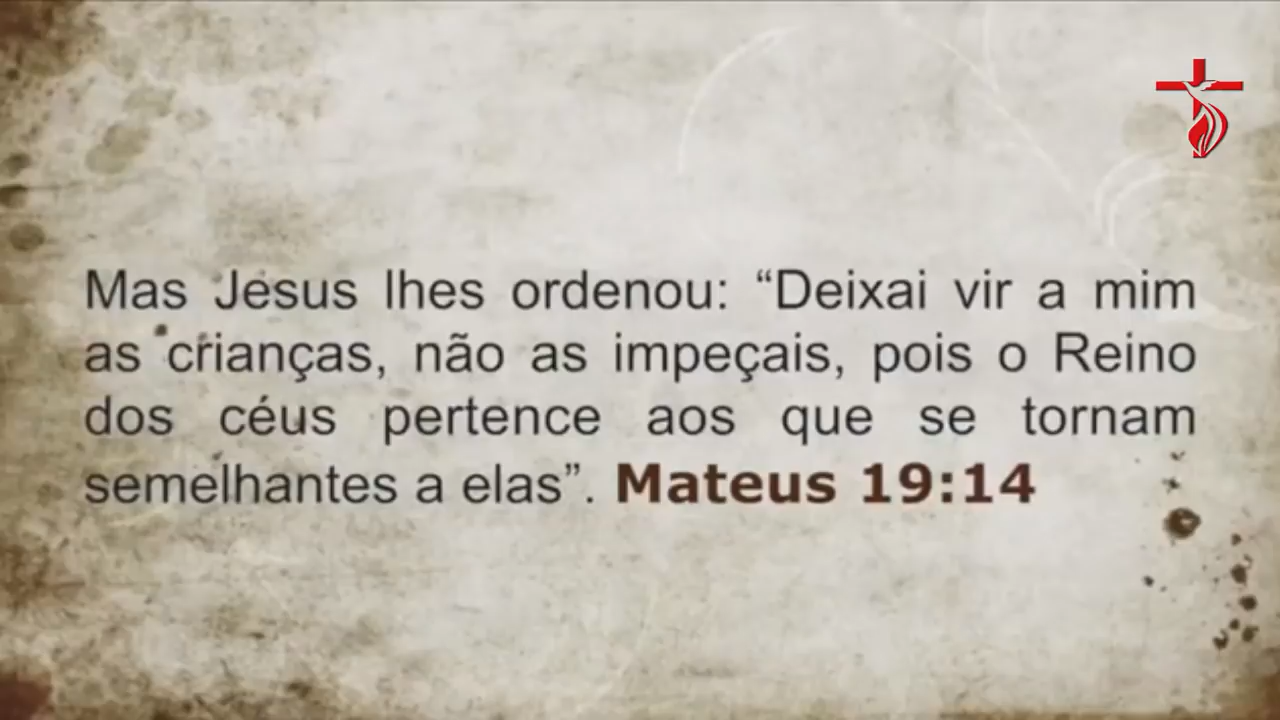 Mas Jesus lhes ordenou: “Deixai vir a mim
as crianças, não as impeçais, pois o Reino
dos céus pertence aos que se tornam
semelhantes a elas”. Mateus 19:14